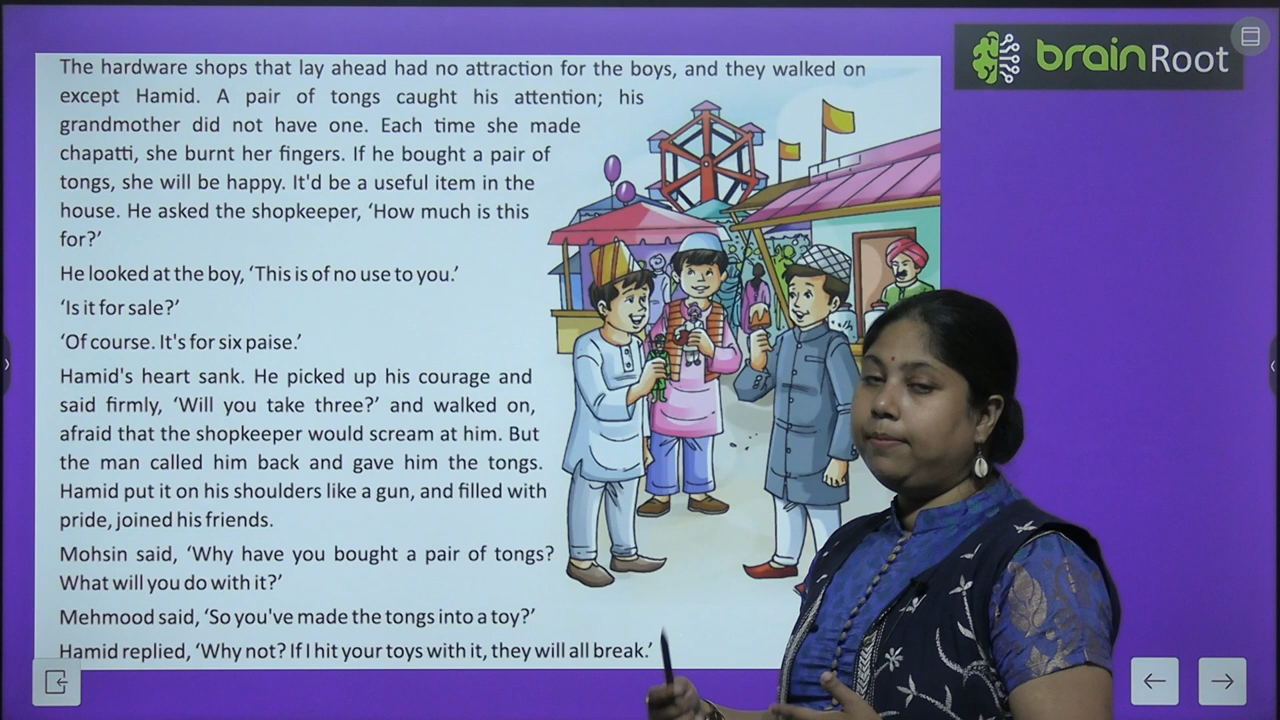 brainRoot
The hardware shops that lay ahead had no attraction for the boys, and they walked on
except Hamid. A pair of tongs caught his attention; his
grandmother did not have one. Each time she made
chapatti, she burnt her fingers. If he bought a pair of
tongs, she will be happy. It'd be a useful item in the
house. He asked the shopkeeper, ‘How much is this
for?’
He looked at the boy, ‘This is of no use to you.’
‘Is it for sale?’
‘Of course. It's for six paise.’
Hamid's heart sank. He picked up his courage and
said firmly, ‘Will you take three?’ and walked on,
afraid that the shopkeeper would scream at him. But
the man called him back and gave him the tongs.
Hamid put it on his shoulders like a gun, and filled with
pride, joined his friends.
Mohsin said, ‘Why have you bought a pair of tongs?
What will you do with it?’
Mehmood said, ‘So you've made the tongs into a toy?’
Hamid replied, ‘Why not? If I hit your toys with it, they will all break.’